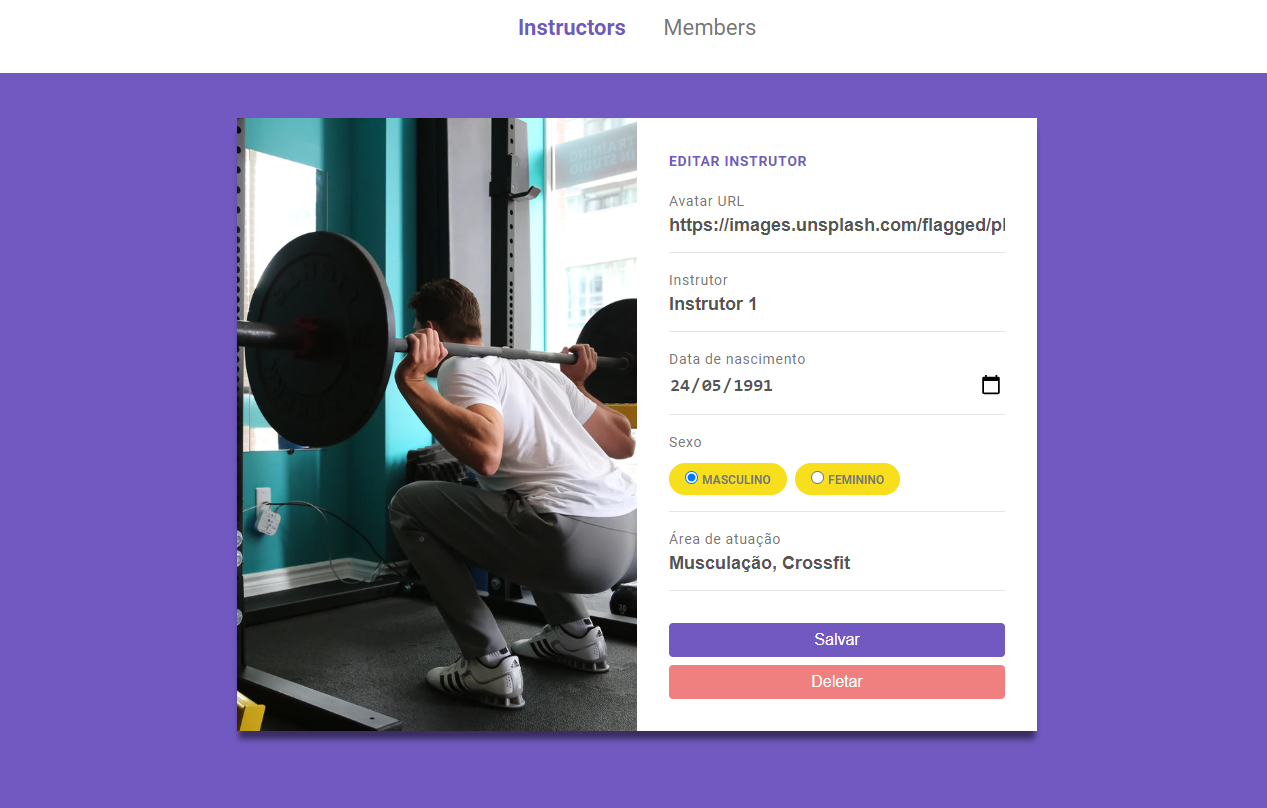 Instructors Members
EDITAR INSTRUTOR
Avatar URL
https://images.unsplash.com/flagged/
Instrutor
Instrutor 1
Data de nascimento
24/05/1991
Sexo
MASCULINO FEMININO
Área de atuação
Musculação, Crossfit
Salvar
Deletar